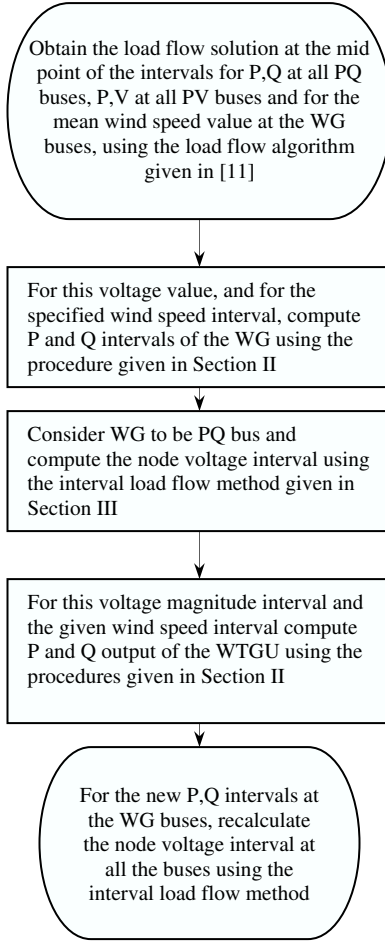 Obtain the load flow solution at the mid
point of the intervals for P,Q at all PQ
buses, P,V at all PV buses and for the
mean wind speed value at the WG
buses, using the load flow algorithm
given in [11]
For this voltage value, and for the
specified wind speed interval, compute
P and Q intervals of the WG using the
procedure given in Section II
Consider WG to be PQ bus and
compute the node voltage interval using
the interval load flow method given in
Section III
For this voltage magnitude interval and
the given wind speed interval compute
P and Q output of the WTGU using the
procedures given in Section II
For the new P,Q intervals at
the WG buses, recalculate
the node voltage interval at
all the buses using the
interval load flow method